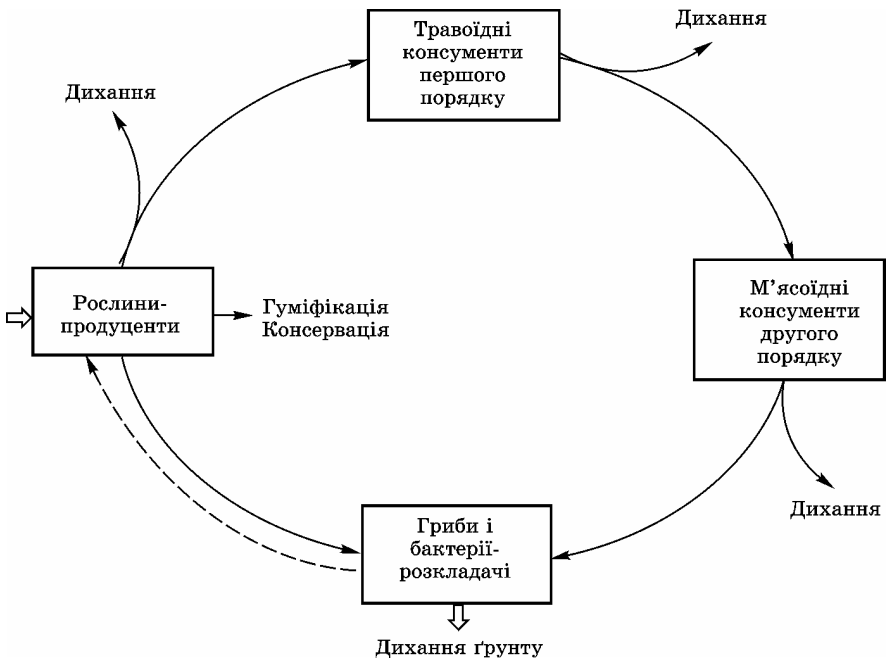 Дихання
Травоїдні
консументи
першого
порядку
Дихання
Рослини-
продуценти
Гуміфікація
Консервація
М'ясоїдні
консументи
другого
порядку
Дихання
Гриби і
бактерії-
розкладачі
Дихання ґрунту